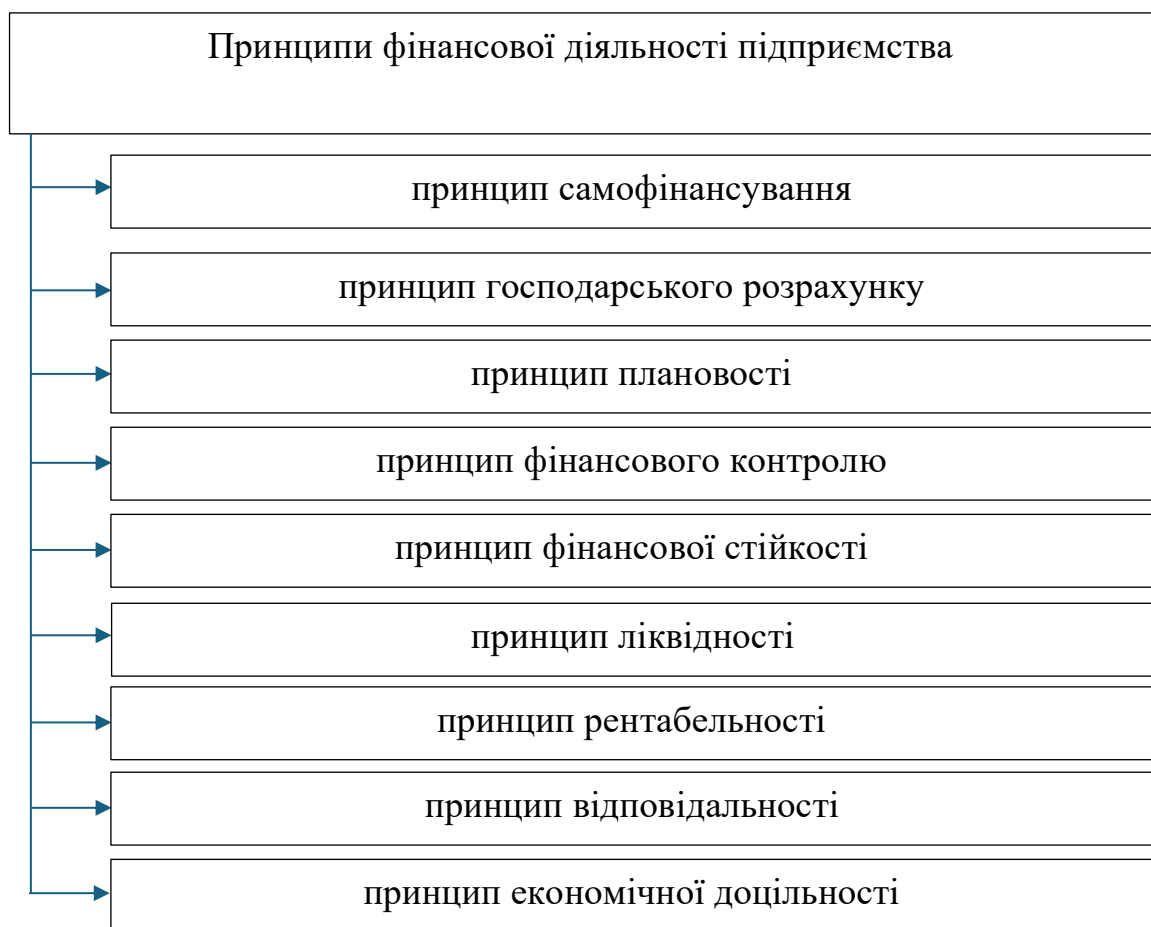 Принципи фінансової діяльності підприємства
принцип самофінансування
принцип господарського розрахунку
принцип плановості
принцип фінансового контролю
принцип фінансової стійкості
принцип ліквідності
принцип рентабельності
принцип відповідальності
принцип економічної доцільності